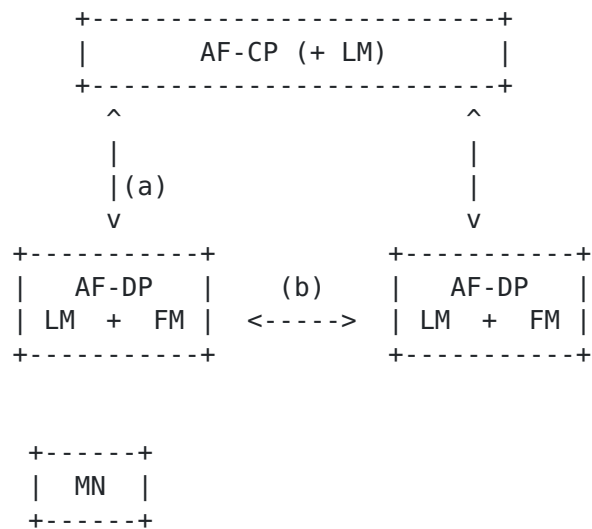 AF-CP (+ LM)
(a)
AF-DP (b) AF-DP
LM + FM LM + FM
MN